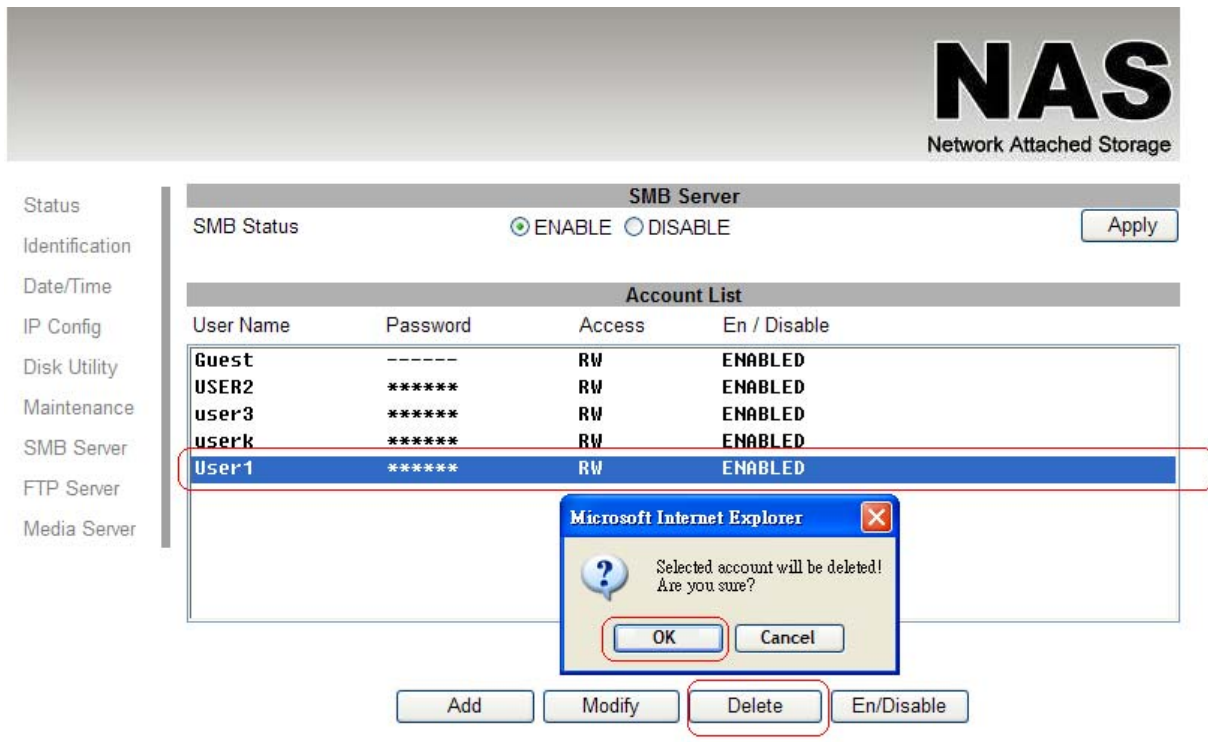 NAS
Network Attached Storage
Status
Identification
Date/Time
IP Config
Disk Utility
Maintenance
SMB Server
FTP Server
Media Server
SMB Server
SMB Status ENABLE DISABLE Apply
Account List
User Name Password Access En / Disable
Guest ------ RW ENABLED
USER2 ****** RW ENABLED
user3 ****** RW ENABLED
userk ****** RW ENABLED
User1 ****** RW ENABLED
Microsoft Internet Explorer
Selected account will be deleted!
Are you sure?
OK Cancel
Add Modify Delete En/Disable